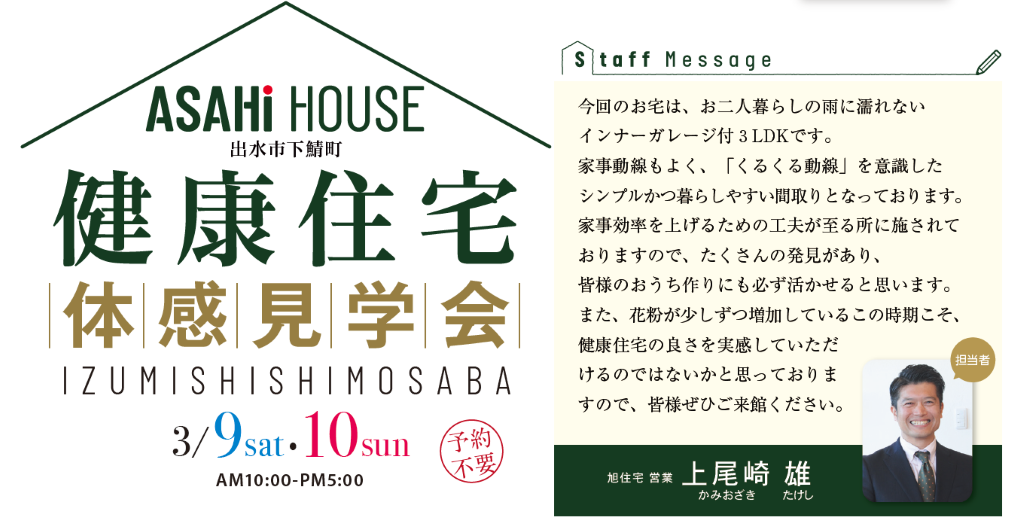 ASAHi HOUSE
出水市下鯖町
健康住宅
体感見学会
IZUMISHISHIMOSABA
3/9sat・10sun
AM10:00-PM5:00
予約
不要
Staff Message
今回のお宅は、お二人暮らしの雨に濡れない
インナーガレージ付3LDKです。
家事動線もよく、「くるくる動線」を意識した
シンプルかつ暮らしやすい間取りとなっております。
家事効率を上げるための工夫が至る所に施されて
おりますので、たくさんの発見があり、
皆様のおうち作りにも必ず活かせると思います。
また、花粉が少しずつ増加しているこの時期こそ、
健康住宅の良さを実感していただ
けるのではないかと思っておりま
すので、皆様ぜひご来館ください。
担当者
旭住宅 営業 上尾崎 雄
かみおざき たけし